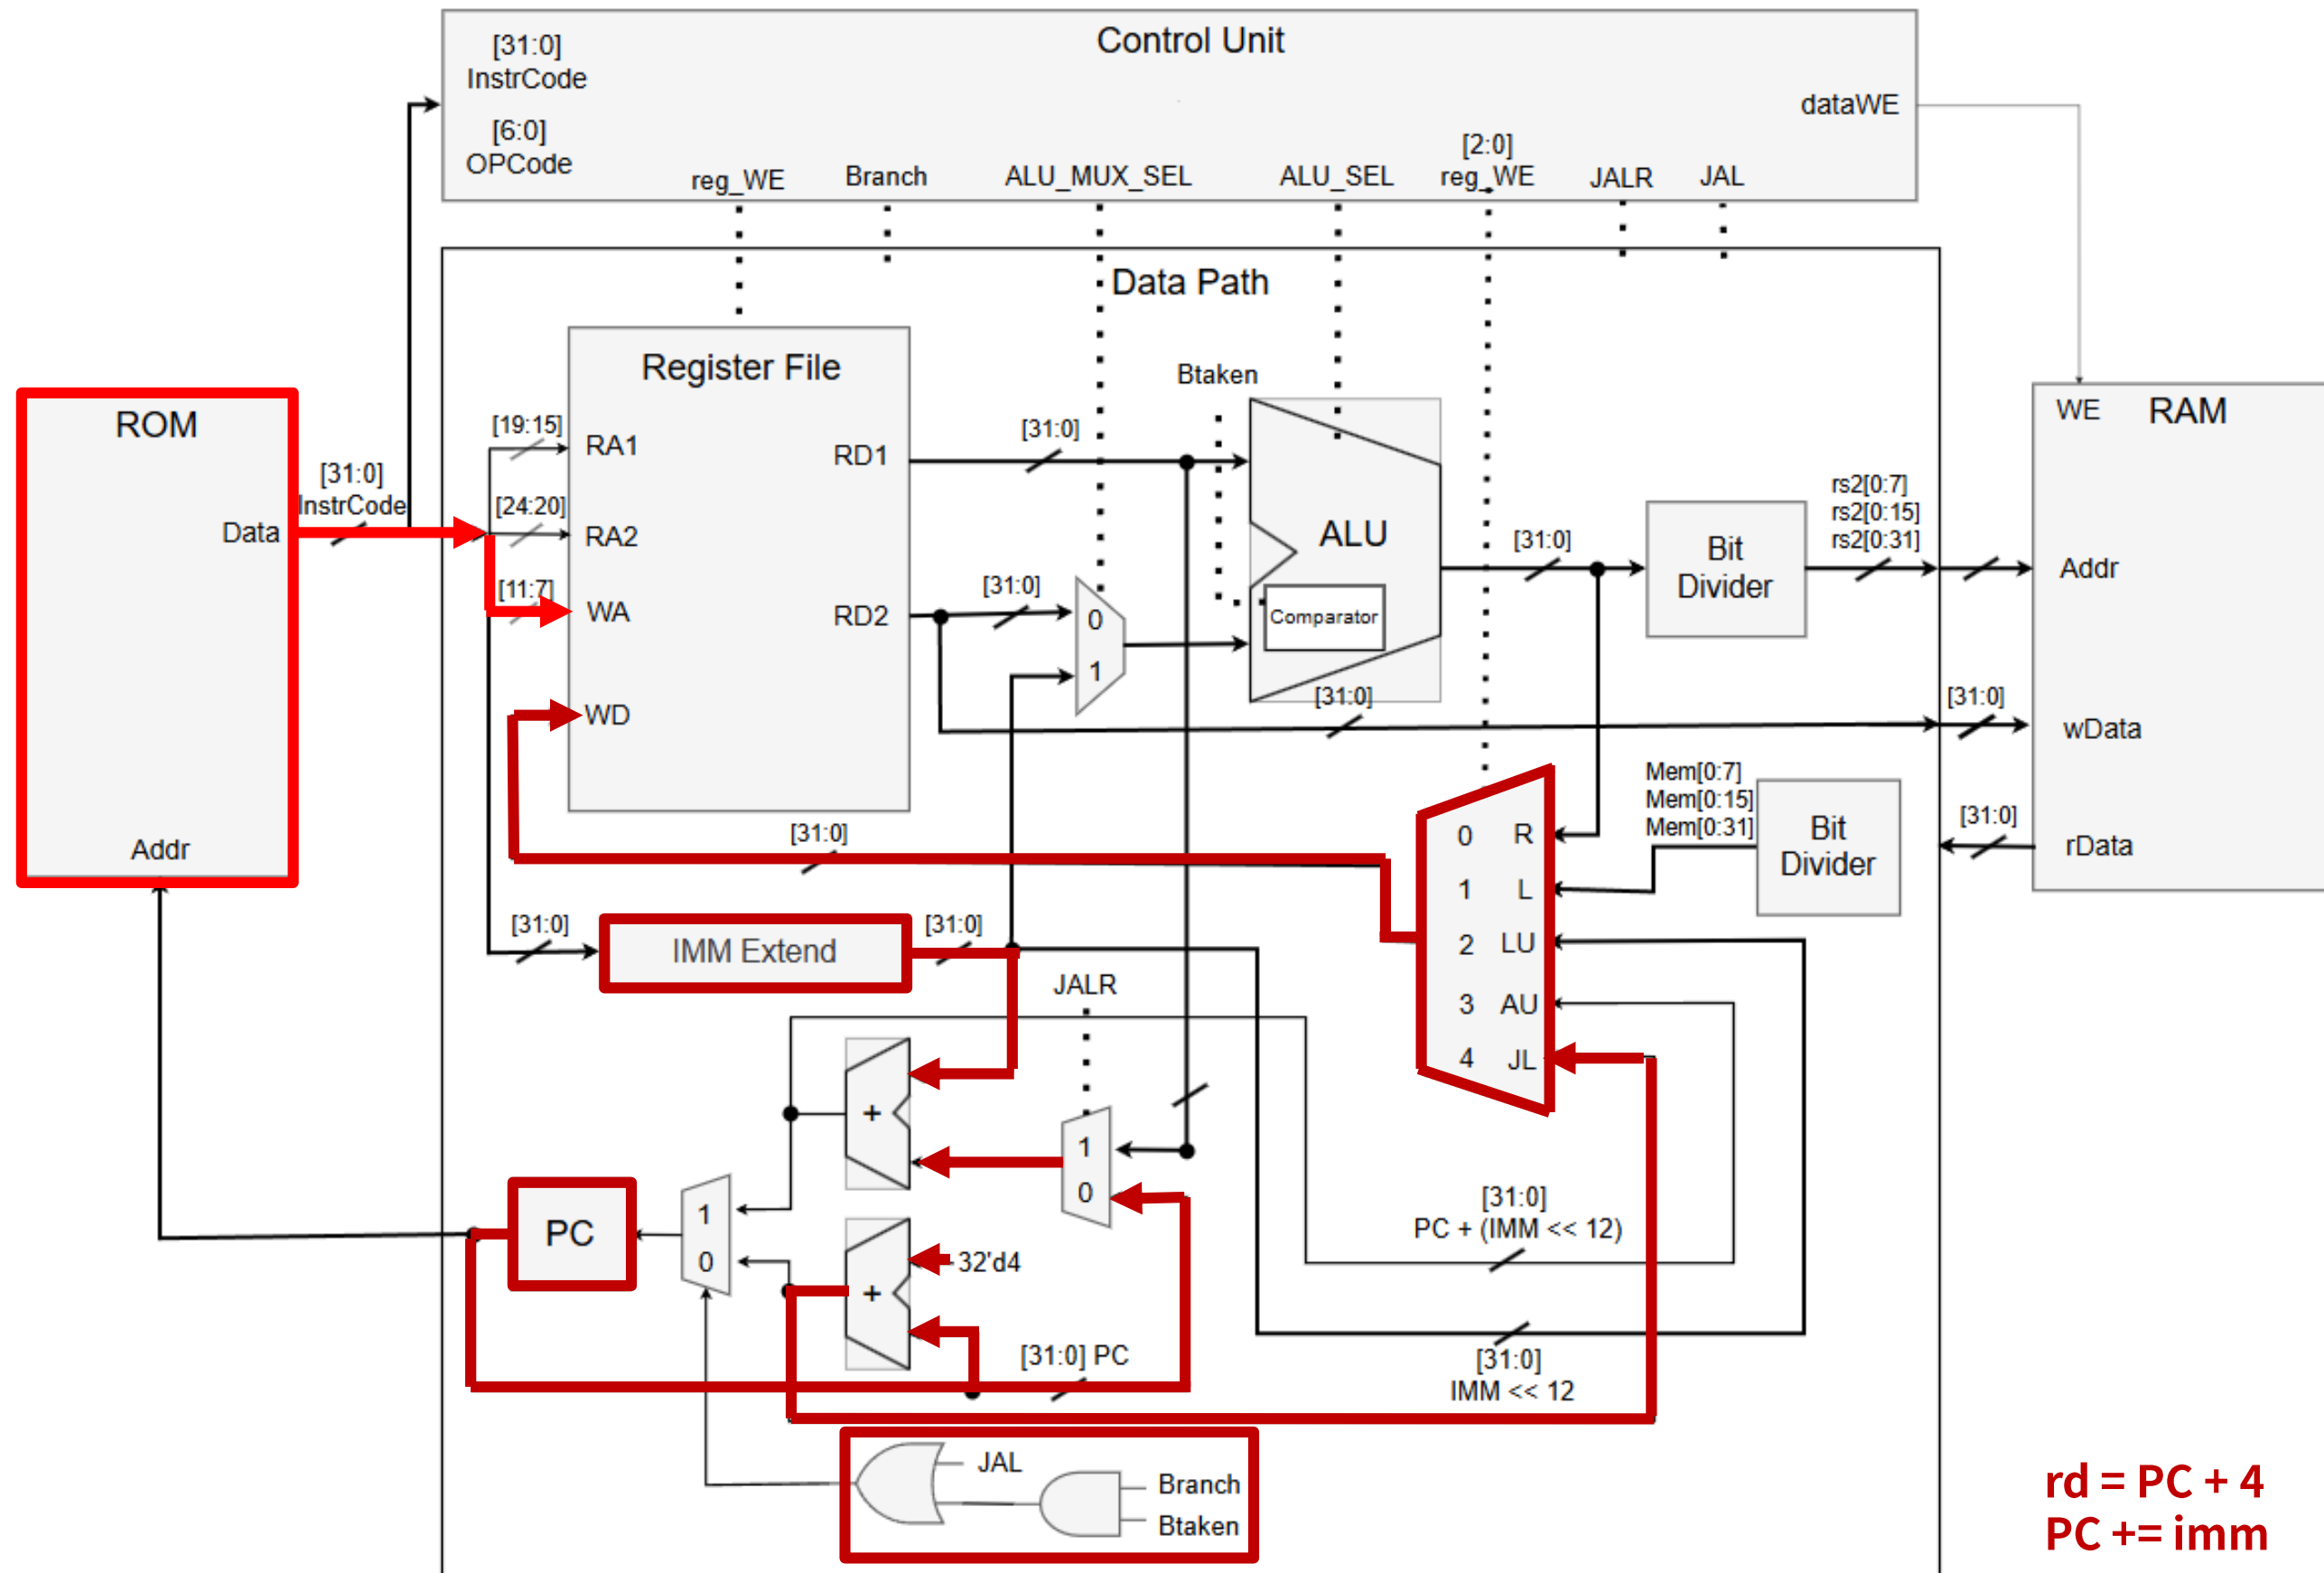 Control Unit
[31:0]
InstrCode
[6:0]
OPCode
dataWE
reg_WE
Branch
ALU_MUX_SEL
ALU_SEL
[2:0]
reg_WE
JALR
JAL
Data Path
ROM
Data
Addr
[31:0]
InstrCode
Register File
[19:15]
RA1
[24:20]
RA2
[11:7]
WA
WD
RD1
RD2
[31:0]
[31:0]
0
1
Btaken
ALU
Comparator
[31:0]
[31:0]
Bit
Divider
rs2[0:7]
rs2[0:15]
rs2[0:31]
WE
RAM
Addr
[31:0]
wData
[31:0]
rData
Mem[0:7]
Mem[0:15]
Mem[0:31]
Bit
Divider
0 R
1 L
2 LU
3 AU
4 JL
[31:0]
[31:0]
IMM Extend
[31:0]
JALR
+
1
0
PC
1
0
+
32'd4
[31:0] PC
[31:0]
PC + (IMM << 12)
[31:0]
IMM << 12
JAL
Branch
Btaken
rd = PC + 4
PC += imm